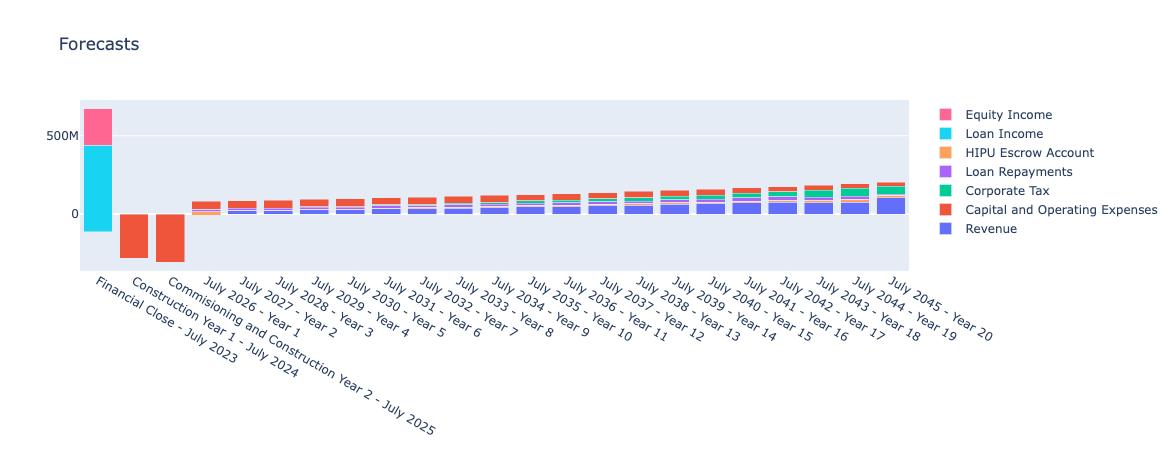 Forecasts
500M
0
Equity Income
Loan Income
HIPU Escrow Account
Loan Repayments
Corporate Tax
Capital and Operating Expenses
Revenue
Financial Close - July 2023
Construction Year 1 - July 2024
Commisioning and Construction Year 2 - July 2025
July 2026 - Year 1
July 2027 - Year 2
July 2028 - Year 3
July 2029 - Year 4
July 2030 - Year 5
July 2031 - Year 6
July 2032 - Year 7
July 2033 - Year 8
July 2034 - Year 9
July 2035 - Year 10
July 2036 - Year 11
July 2037 - Year 12
July 2038 - Year 13
July 2039 - Year 14
July 2040 - Year 15
July 2041 - Year 16
July 2042 - Year 17
July 2043 - Year 18
July 2044 - Year 19
July 2045 - Year 20